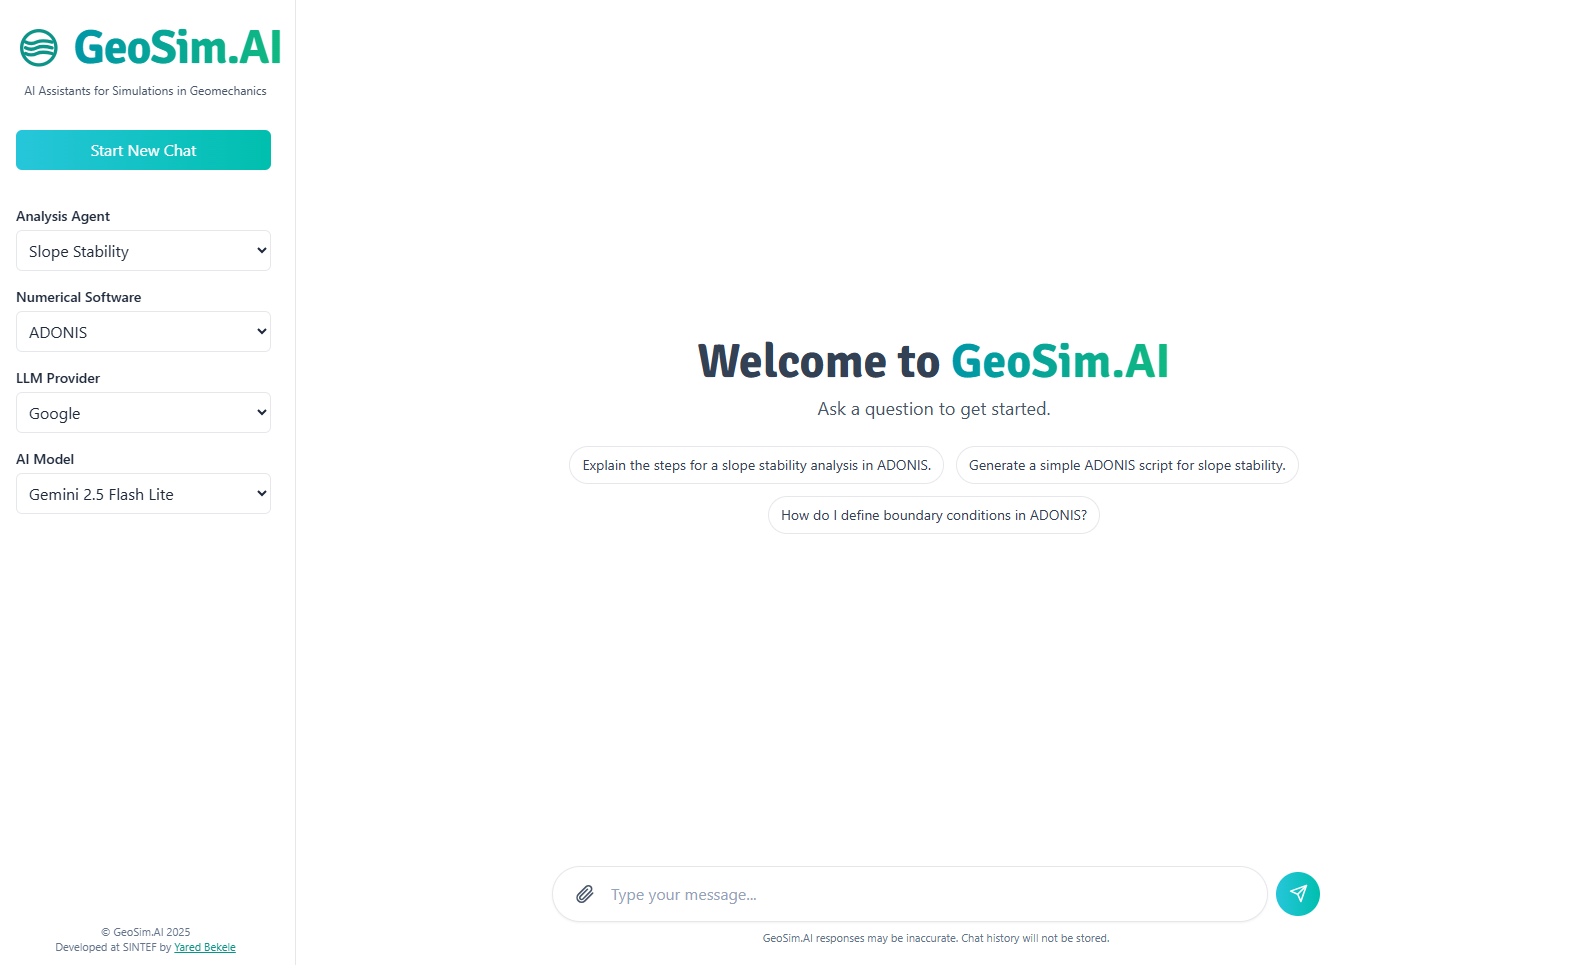 GeoSim.AI
AI Assistants for Simulations in Geomechanics
Start New Chat
Analysis Agent
Slope Stability
Numerical Software
ADONIS
LLM Provider
Google
AI Model
Gemini 2.5 Flash Lite
© GeoSim.AI 2025
Developed at SINTEF by Yared Bekele
Welcome to GeoSim.AI
Ask a question to get started.
Explain the steps for a slope stability analysis in ADONIS.
Generate a simple ADONIS script for slope stability.
How do I define boundary conditions in ADONIS?
Type your message...
GeoSim.AI responses may be inaccurate. Chat history will not be stored.